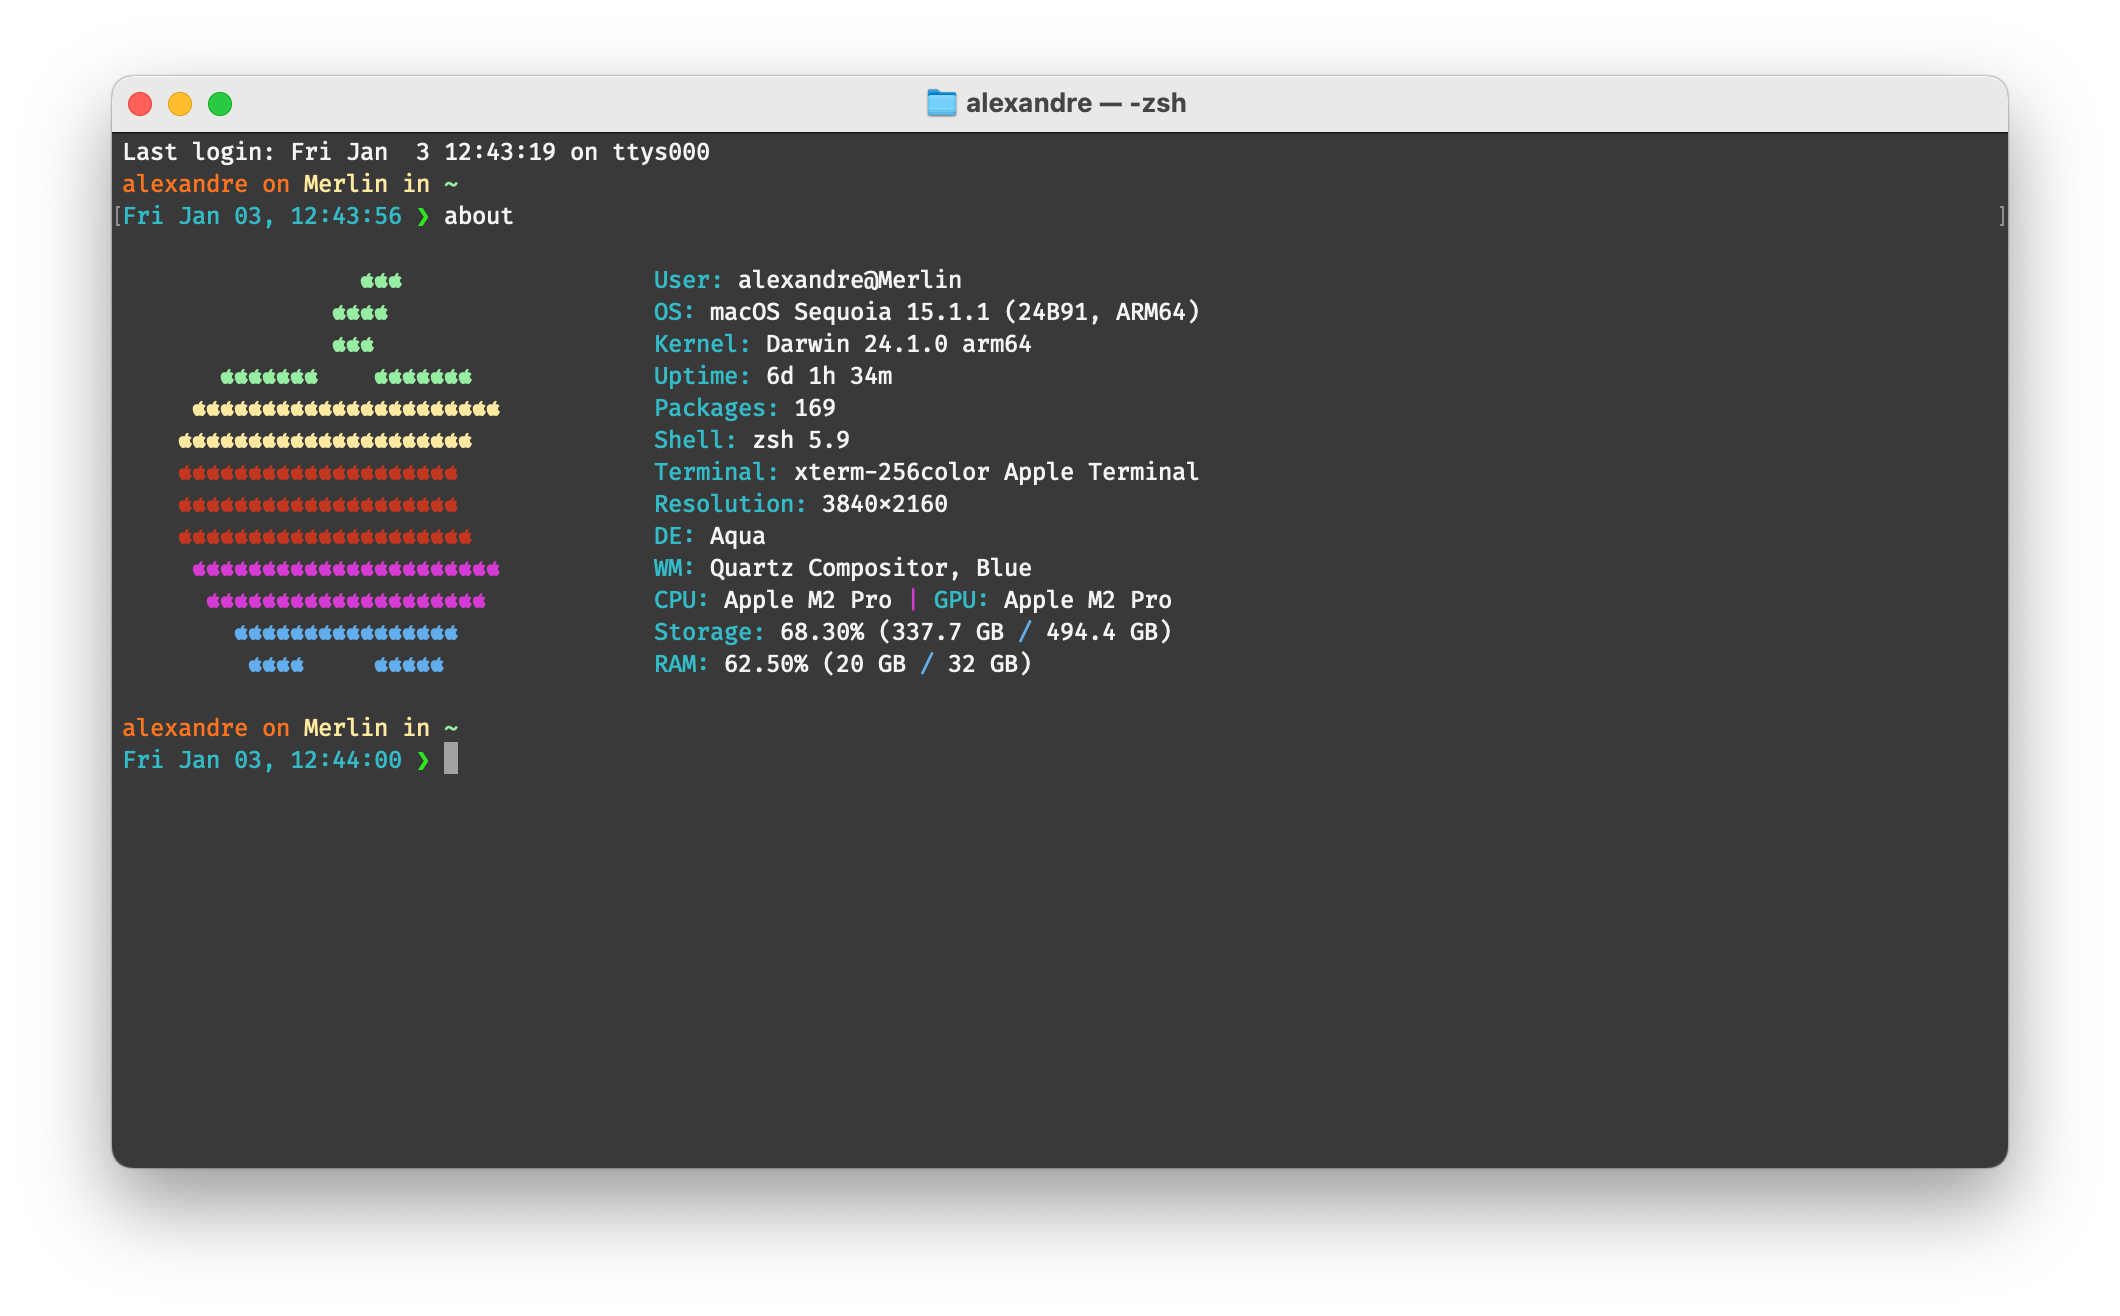 alexandre — -zsh
Last login: Fri Jan  3 12:43:19 on ttys000
alexandre on Merlin in ~
[Fri Jan 03, 12:43:56 ❯ about ]
User: alexandre@Merlin
OS: macOS Sequoia 15.1.1 (24B91, ARM64)
Kernel: Darwin 24.1.0 arm64
Uptime: 6d 1h 34m
Packages: 169
Shell: zsh 5.9
Terminal: xterm-256color Apple Terminal
Resolution: 3840×2160
DE: Aqua
WM: Quartz Compositor, Blue
CPU: Apple M2 Pro | GPU: Apple M2 Pro
Storage: 68.30% (337.7 GB / 494.4 GB)
RAM: 62.50% (20 GB / 32 GB)
alexandre on Merlin in ~
Fri Jan 03, 12:44:00 ❯